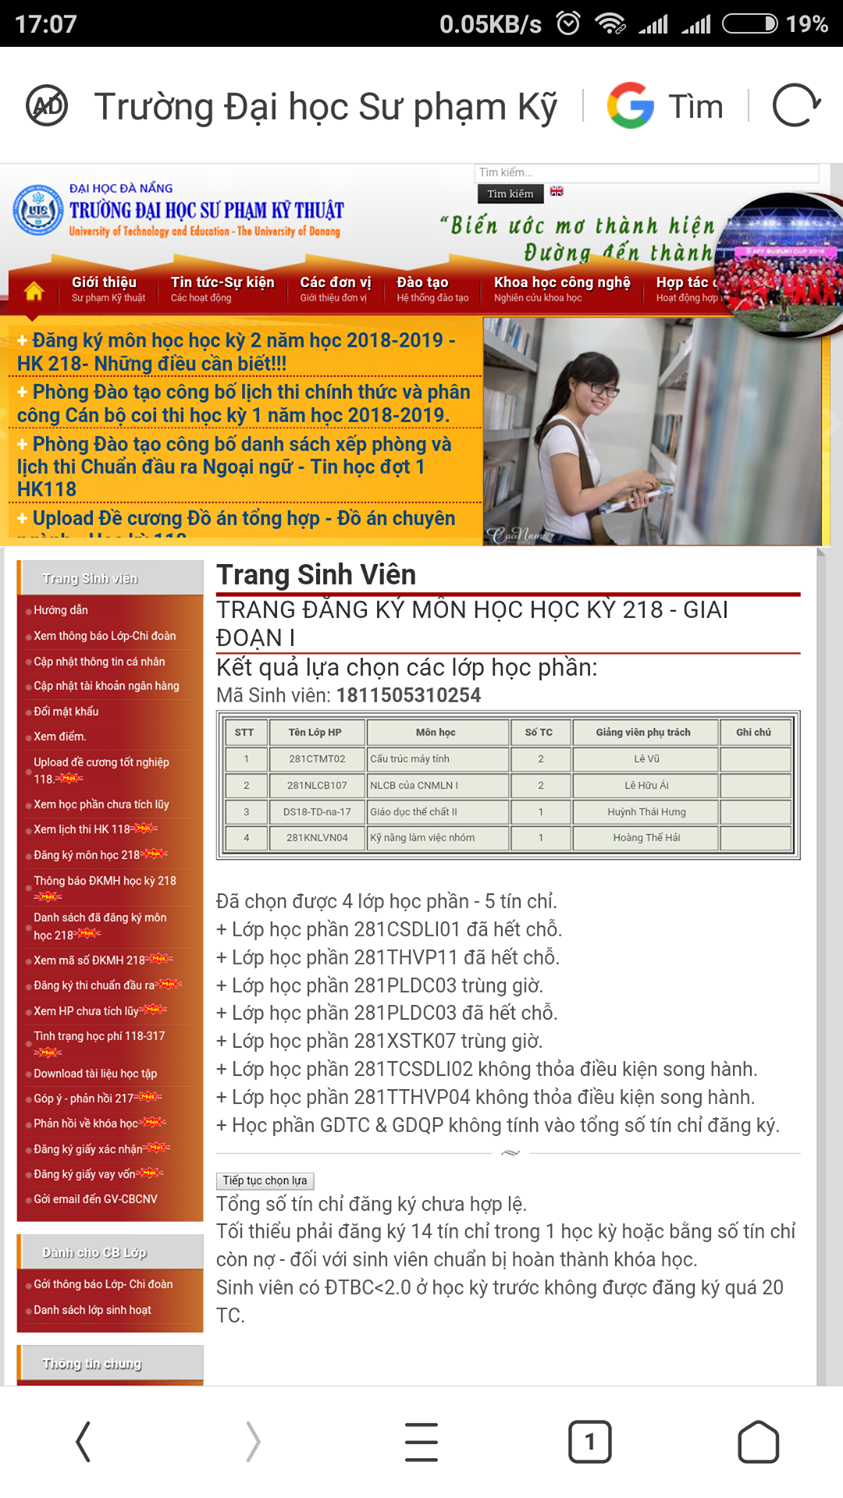 17:07
0.05KB/s
19%
AD
Trường Đại học Sư phạm Kỹ
Tìm
Tìm kiếm...
Tìm kiếm
ĐẠI HỌC ĐÀ NẴNG
TRƯỜNG ĐẠI HỌC SƯ PHẠM KỸ THUẬT
University of Technology and Education - The University of Danang
“Biến ước mơ thành hiện
Đường đến thành
AFF SUZUKI CUP 2018
Giới thiệu
Sư phạm Kỹ thuật
Tin tức-Sự kiện
Các hoạt động
Các đơn vị
Giới thiệu đơn vị
Đào tạo
Hệ thống đào tạo
Khoa học công nghệ
Nghiên cứu khoa học
Hợp tác
Hoạt động hợp
+ Đăng ký môn học học kỳ 2 năm học 2018-2019 -
HK 218- Những điều cần biết!!!
+ Phòng Đào tạo công bố lịch thi chính thức và phân
công Cán bộ coi thi học kỳ 1 năm học 2018-2019.
+ Phòng Đào tạo công bố danh sách xếp phòng và
lịch thi Chuẩn đầu ra Ngoại ngữ - Tin học đợt 1
HK118
+ Upload Đề cương Đồ án tổng hợp - Đồ án chuyên
Trang Sinh viên
Hướng dẫn
Xem thông báo Lớp-Chi đoàn
Cập nhật thông tin cá nhân
Cập nhật tài khoản ngân hàng
Đổi mật khẩu
Xem điểm.
Upload đề cương tốt nghiệp
118.
Xem học phần chưa tích lũy
Xem lịch thi HK 118
Đăng ký môn học 218
Thông báo ĐKMH học kỳ 218
Danh sách đã đăng ký môn
học 218
Xem mã số ĐKMH 218
Đăng ký thi chuẩn đầu ra
Xem HP chưa tích lũy
Tình trạng học phí 118-317
Download tài liệu học tập
Góp ý - phản hồi 217
Phản hồi về khóa học
Đăng ký giấy xác nhận
Đăng ký giấy vay vốn
Gởi email đến GV-CBCNV
Dành cho CB Lớp
Gởi thông báo Lớp- Chi đoàn
Danh sách lớp sinh hoạt
Thông tin chung
Trang Sinh Viên
TRANG ĐĂNG KÝ MÔN HỌC HỌC KỲ 218 - GIAI
ĐOẠN I
Kết quả lựa chọn các lớp học phần:
Mã Sinh viên: 1811505310254
STT Tên Lớp HP Môn học Số TC Giảng viên phụ trách Ghi chú
1 281CTMT02 Cấu trúc máy tính 2 Lê Vũ
2 281NLCB107 NLCB của CNMLN I 2 Lê Hữu Ái
3 DS18-TD-na-17 Giáo dục thể chất II 1 Huỳnh Thái Hưng
4 281KNLVN04 Kỹ năng làm việc nhóm 1 Hoàng Thế Hải
Đã chọn được 4 lớp học phần - 5 tín chỉ.
+ Lớp học phần 281CSDLI01 đã hết chỗ.
+ Lớp học phần 281THVP11 đã hết chỗ.
+ Lớp học phần 281PLDC03 trùng giờ.
+ Lớp học phần 281PLDC03 đã hết chỗ.
+ Lớp học phần 281XSTK07 trùng giờ.
+ Lớp học phần 281TCSDLI02 không thỏa điều kiện song hành.
+ Lớp học phần 281TTHVP04 không thỏa điều kiện song hành.
+ Học phần GDTC & GDQP không tính vào tổng số tín chỉ đăng ký.
Tiếp tục chọn lựa
Tổng số tín chỉ đăng ký chưa hợp lệ.
Tối thiểu phải đăng ký 14 tín chỉ trong 1 học kỳ hoặc bằng số tín chỉ
còn nợ - đối với sinh viên chuẩn bị hoàn thành khóa học.
Sinh viên có ĐTBC<2.0 ở học kỳ trước không được đăng ký quá 20
TC.
1